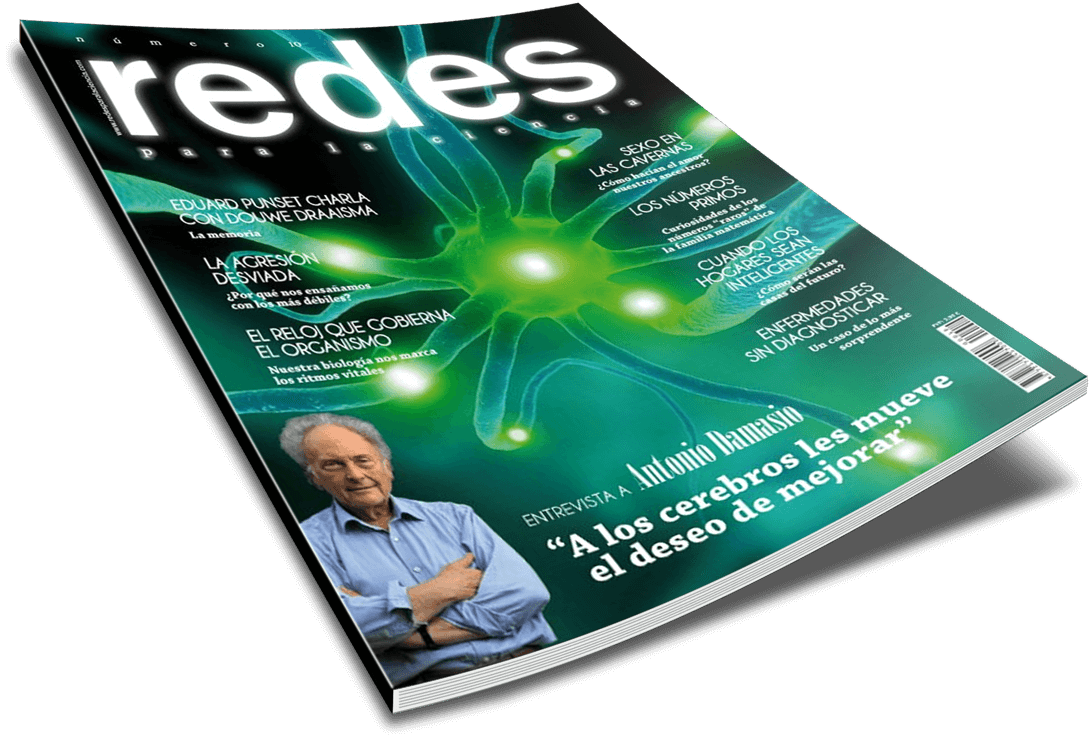 número 10
www.redesparalaciencia.com
redes
para la ciencia
EDUARD PUNSET CHARLA
CON DOUWE DRAAISMA
La memoria
LA AGRESIÓN
DESVIADA
¿Por qué nos ensañamos
con los más débiles?
EL RELOJ QUE GOBIERNA
EL ORGANISMO
Nuestra biología nos marca
los ritmos vitales
SEXO EN
LAS CAVERNAS
¿Cómo hacían el amor
nuestros ancestros?
LOS NÚMEROS
PRIMOS
Curiosidades de los
números “raros” de
la familia matemática
CUANDO LOS
HOGARES SEAN
INTELIGENTES
¿Cómo serán las
casas del futuro?
ENFERMEDADES
SIN DIAGNOSTICAR
Un caso de lo más
sorprendente
ENTREVISTA A Antonio Damasio
“A los cerebros les mueve
el deseo de mejorar”